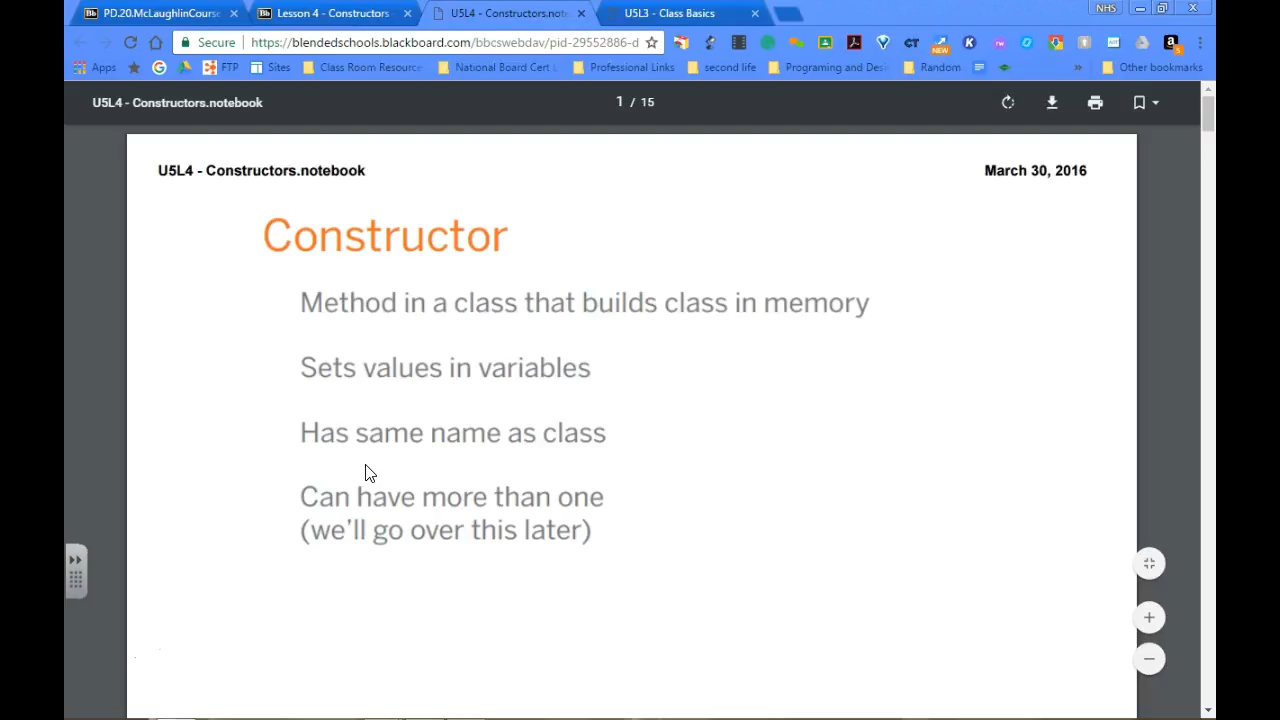 PD.20.McLaughlinCourse
Lesson 4 - Constructors
U5L4 - Constructors.note
U5L3 - Class Basics
NHS
Secure
https://blendedschools.blackboard.com/bbcswebdav/pid-29552886-d
CT
NEW
K
a
5
Apps
G
FTP
Sites
Class Room Resource
National Board Cert
Professional Links
second life
Programing and Des
Random
»
Other bookmarks
U5L4 - Constructors.notebook
1 / 15
U5L4 - Constructors.notebook
March 30, 2016
Constructor
Method in a class that builds class in memory
Sets values in variables
Has same name as class
Can have more than one
(we'll go over this later)